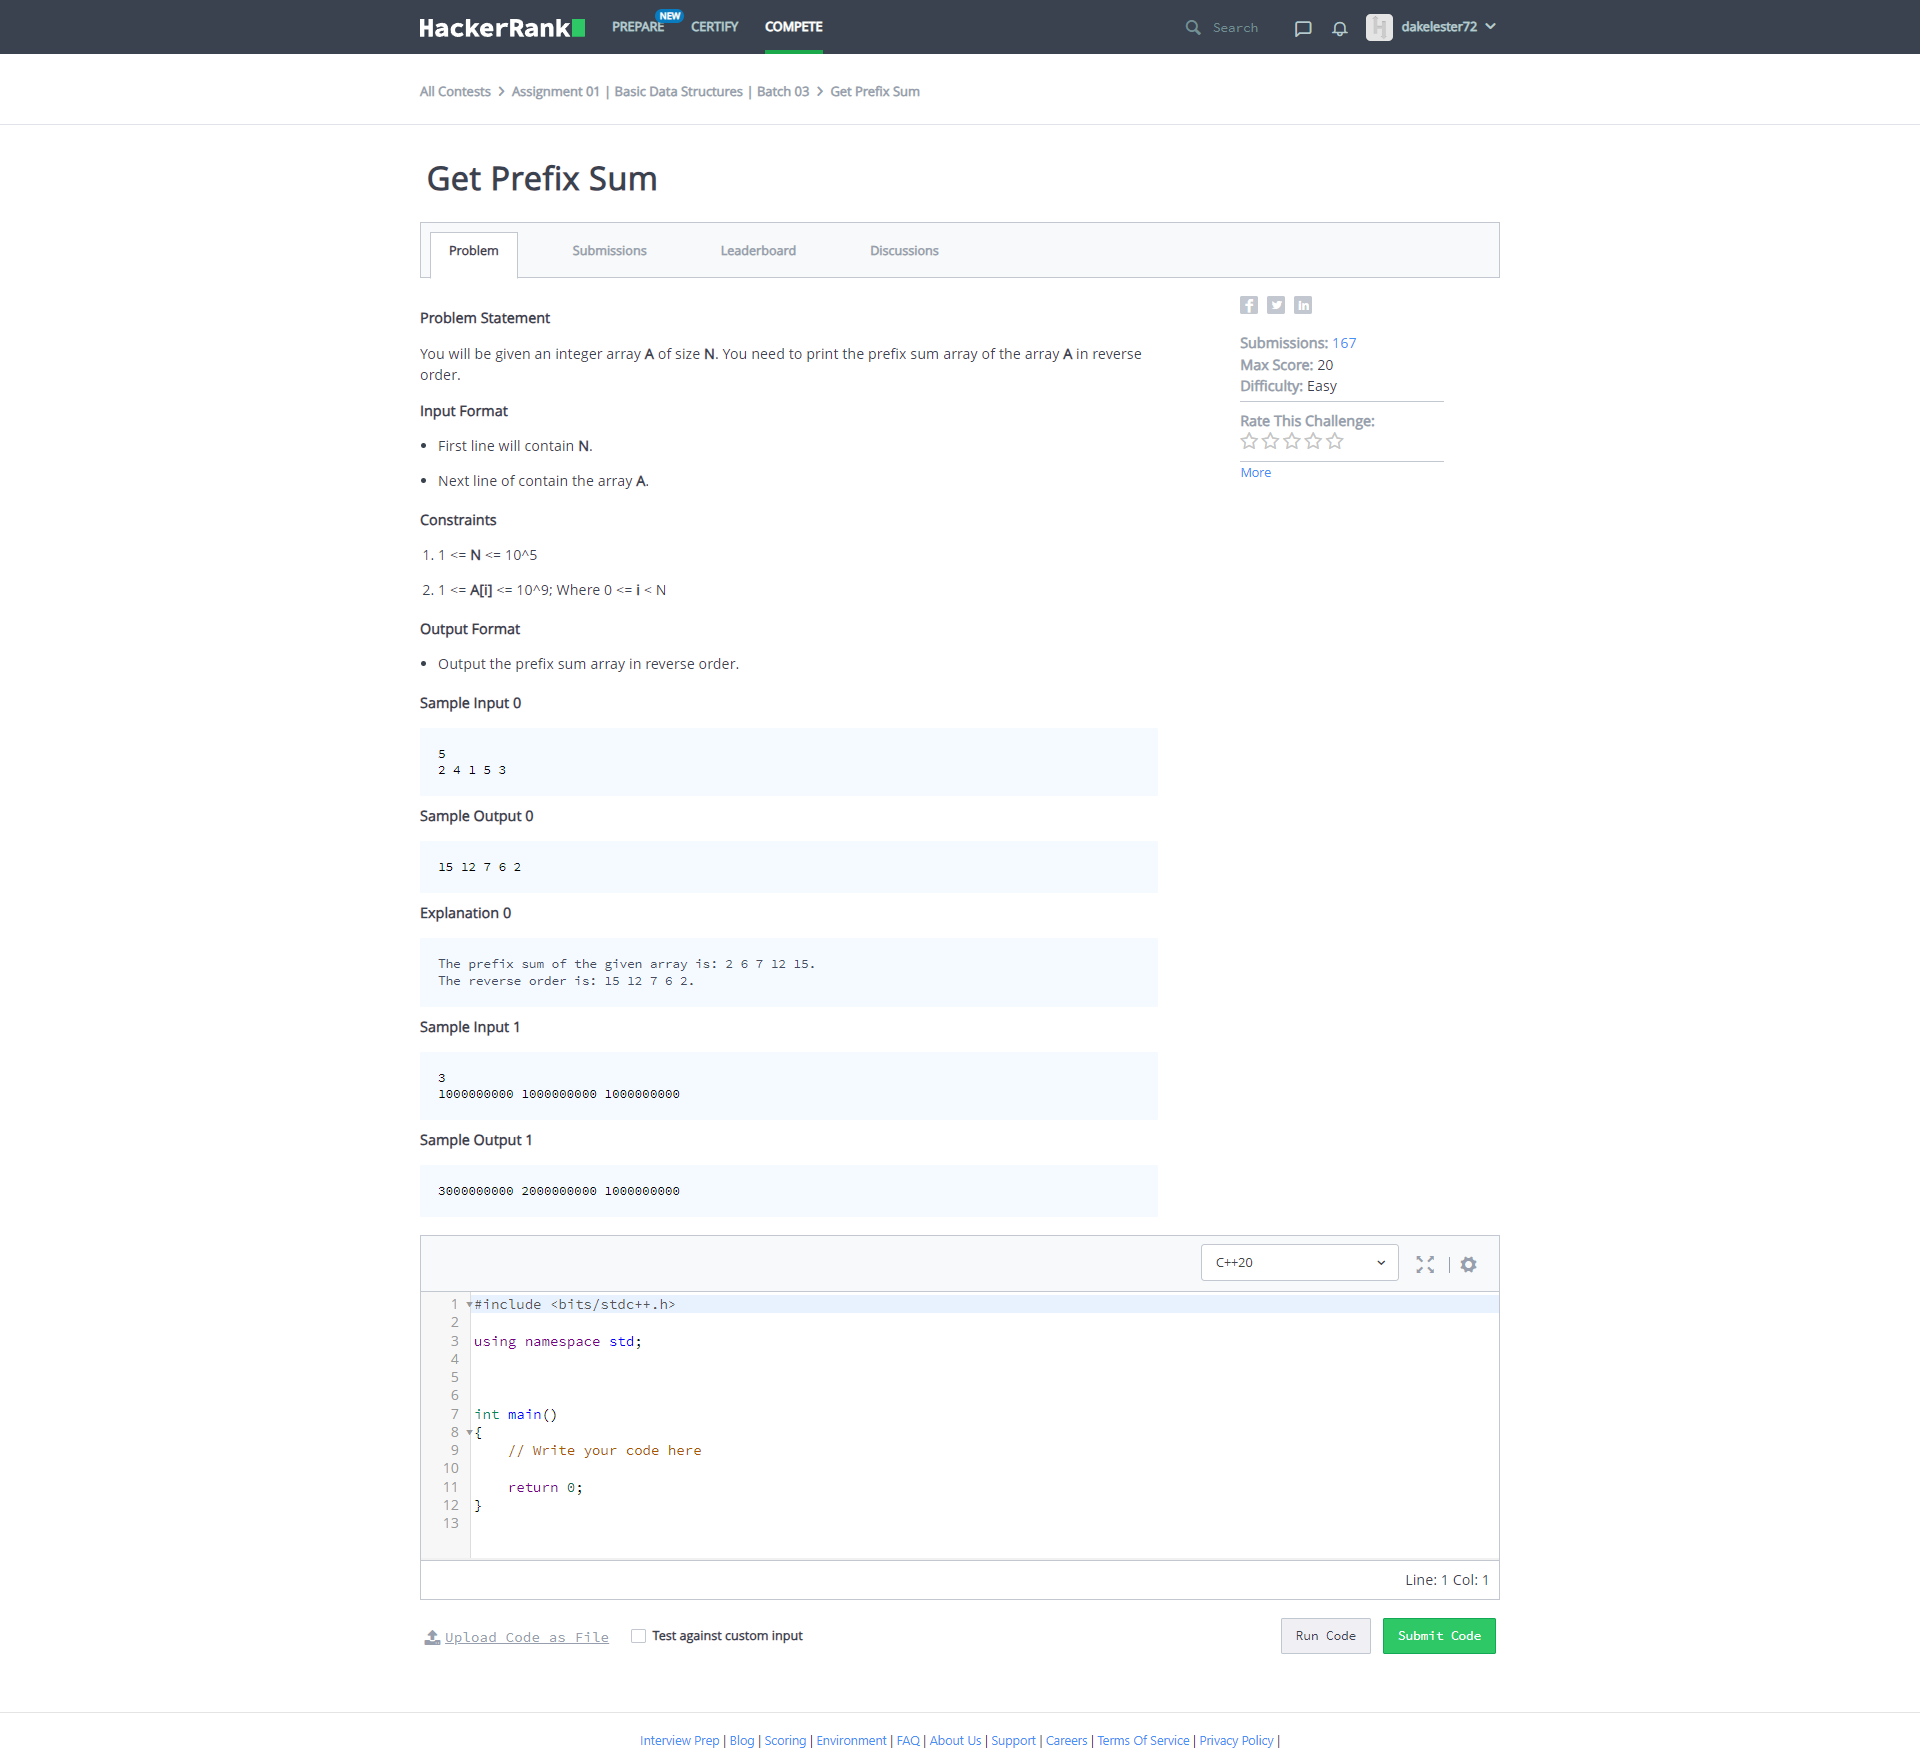 HackerRank PREPARE NEW CERTIFY COMPETE Search dakelester72
All Contests > Assignment 01 | Basic Data Structures | Batch 03 > Get Prefix Sum
Get Prefix Sum
Problem Submissions Leaderboard Discussions
Problem Statement
You will be given an integer array A of size N. You need to print the prefix sum array of the array A in reverse
order.
Input Format
• First line will contain N.
• Next line of contain the array A.
Constraints
1. 1 <= N <= 10^5
2. 1 <= A[i] <= 10^9; Where 0 <= i < N
Output Format
• Output the prefix sum array in reverse order.
Sample Input 0
5
2 4 1 5 3
Sample Output 0
15 12 7 6 2
Explanation 0
The prefix sum of the given array is: 2 6 7 12 15.
The reverse order is: 15 12 7 6 2.
Sample Input 1
3
1000000000 1000000000 1000000000
Sample Output 1
3000000000 2000000000 1000000000
f in
Submissions: 167
Max Score: 20
Difficulty: Easy
Rate This Challenge:
More
C++20
1 #include <bits/stdc++.h>
2
3 using namespace std;
4
5
6
7 int main()
8 {
9     // Write your code here
10
11     return 0;
12 }
13
Line: 1 Col: 1
Upload Code as File Test against custom input Run Code Submit Code
Interview Prep | Blog | Scoring | Environment | FAQ | About Us | Support | Careers | Terms Of Service | Privacy Policy |